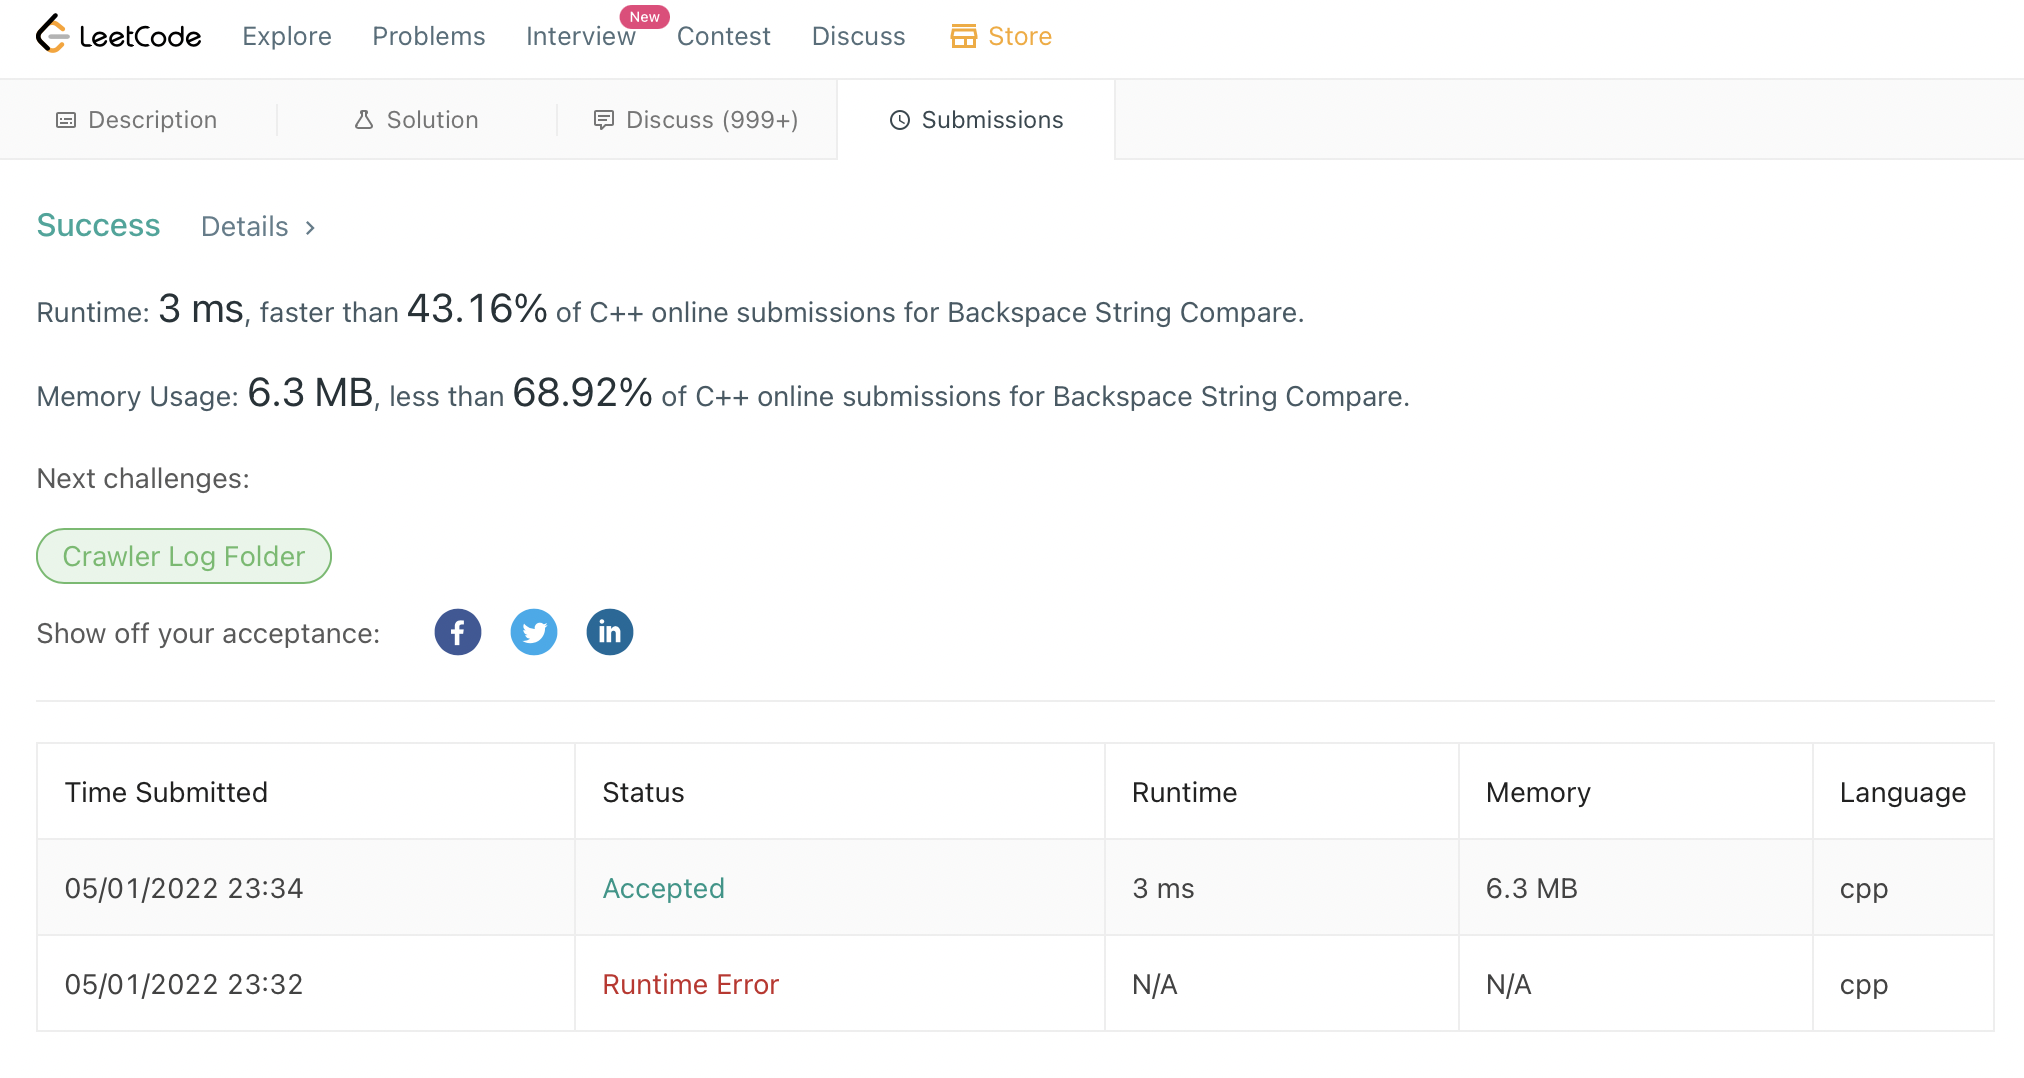 LeetCode Explore Problems Interview New Contest Discuss Store
Description Solution Discuss (999+) Submissions
Success Details >
Runtime: 3 ms, faster than 43.16% of C++ online submissions for Backspace String Compare.
Memory Usage: 6.3 MB, less than 68.92% of C++ online submissions for Backspace String Compare.
Next challenges:
Crawler Log Folder
Show off your acceptance:
Time Submitted Status Runtime Memory Language
05/01/2022 23:34 Accepted 3 ms 6.3 MB cpp
05/01/2022 23:32 Runtime Error N/A N/A cpp